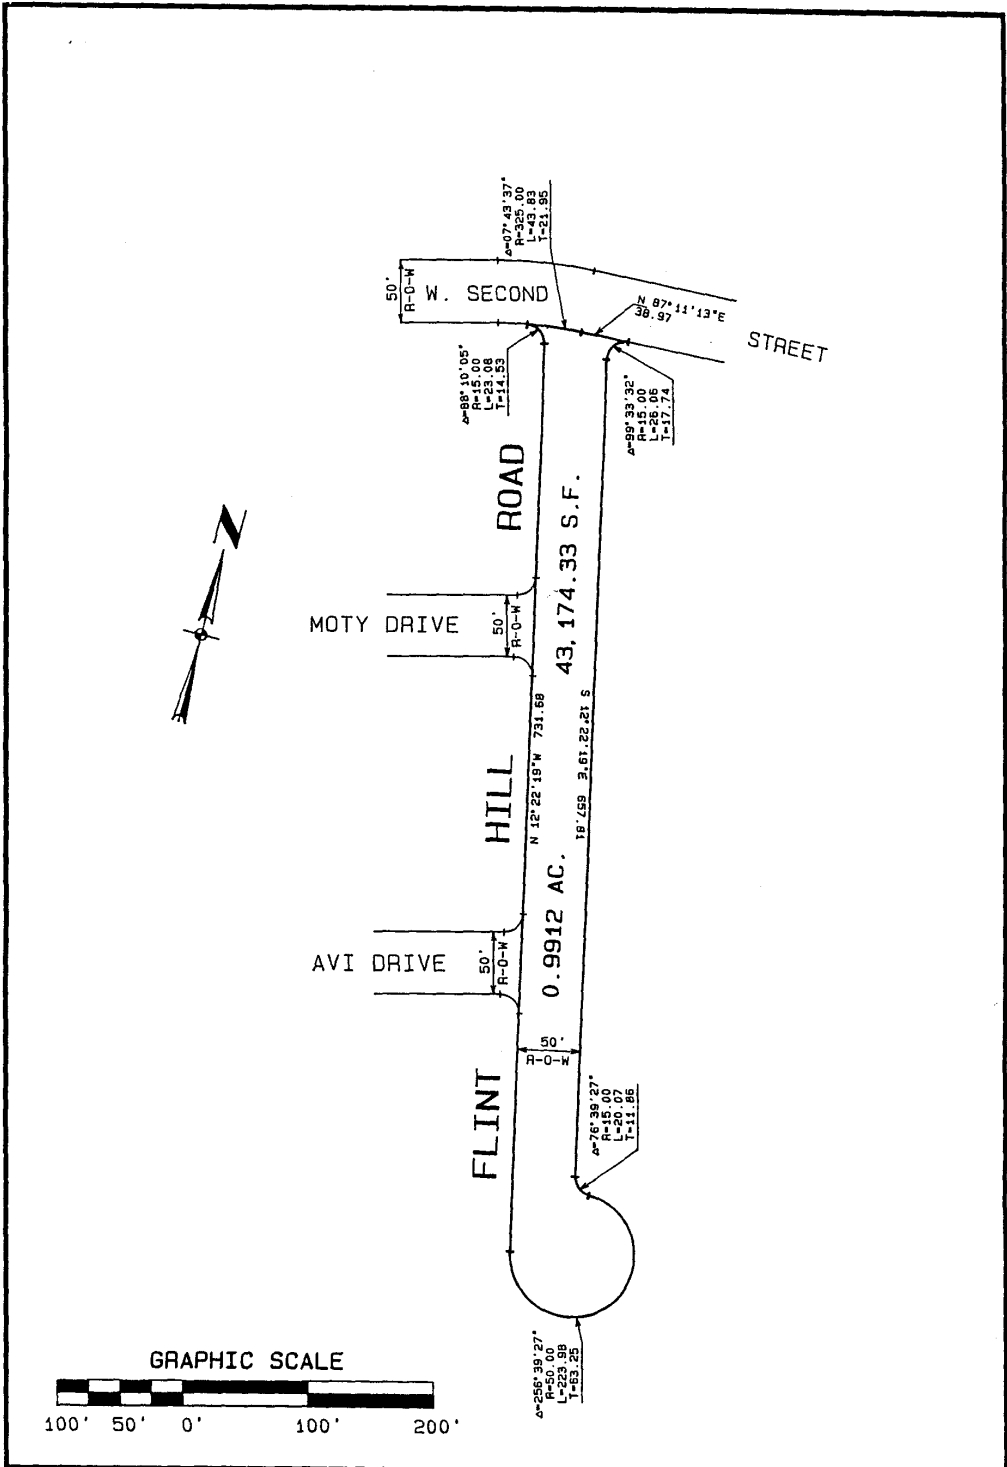 Δ=07°43'37"
R=325.00
L=43.83
T=21.95
50'
R-O-W
W. SECOND
N 87°11'13"E
38.97
STREET
Δ=88°10'05"
R=15.00
L=23.08
T=14.53
Δ=99°33'32"
R=15.00
L=26.06
T=17.74
ROAD
43,174.33 S.F.
N
MOTY DRIVE
50'
R-O-W
N 12°22'19"W 731.68
S 12°22'19"E 657.81
HILL
0.9912 AC.
AVI DRIVE
50'
R-O-W
50'
R-O-W
FLINT
Δ=76°39'27"
R=15.00
L=20.07
T=11.86
Δ=256°39'27"
R=50.00
L=223.98
T=63.25
GRAPHIC SCALE
100' 50' 0' 100' 200'